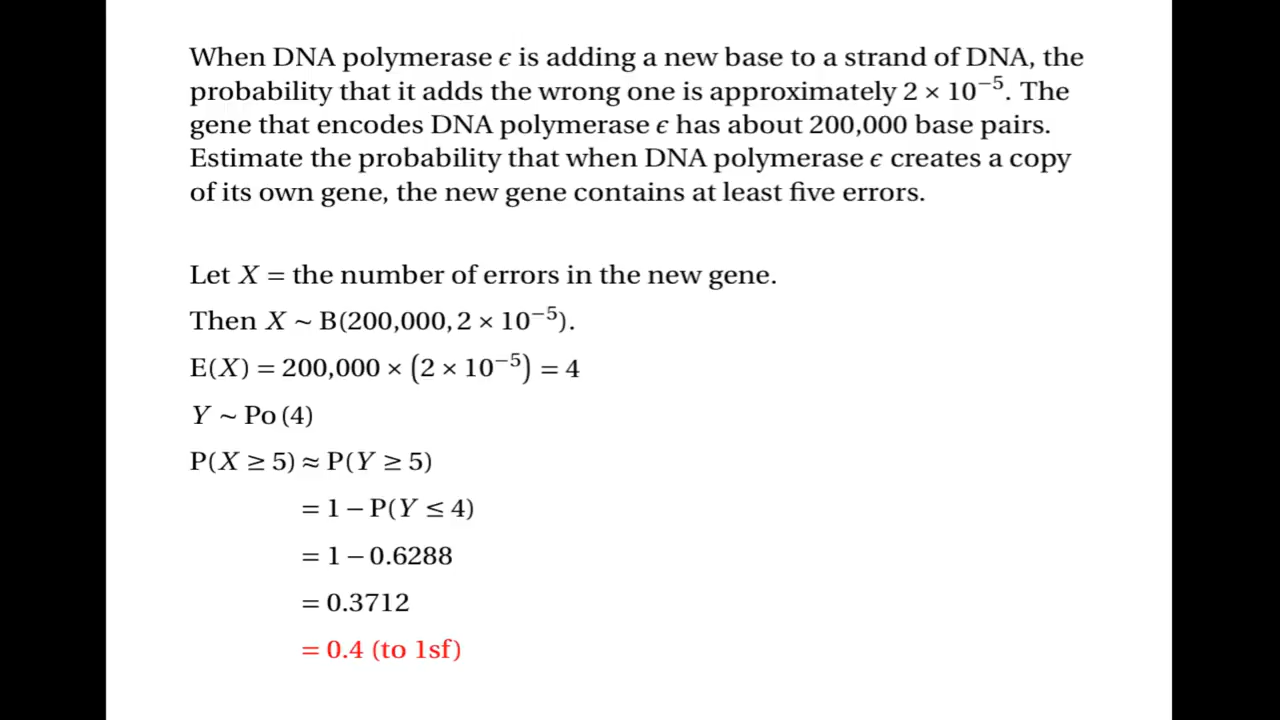 When DNA polymerase ϵ is adding a new base to a strand of DNA, the
probability that it adds the wrong one is approximately 2 × 10⁻⁵. The
gene that encodes DNA polymerase ϵ has about 200,000 base pairs.
Estimate the probability that when DNA polymerase ϵ creates a copy
of its own gene, the new gene contains at least five errors.
Let X = the number of errors in the new gene.
Then X ~ B(200,000, 2 × 10⁻⁵).
E(X) = 200,000 × (2 × 10⁻⁵) = 4
Y ~ Po (4)
P(X ≥ 5) ≈ P(Y ≥ 5)
= 1 − P(Y ≤ 4)
= 1 − 0.6288
= 0.3712
= 0.4 (to 1sf)